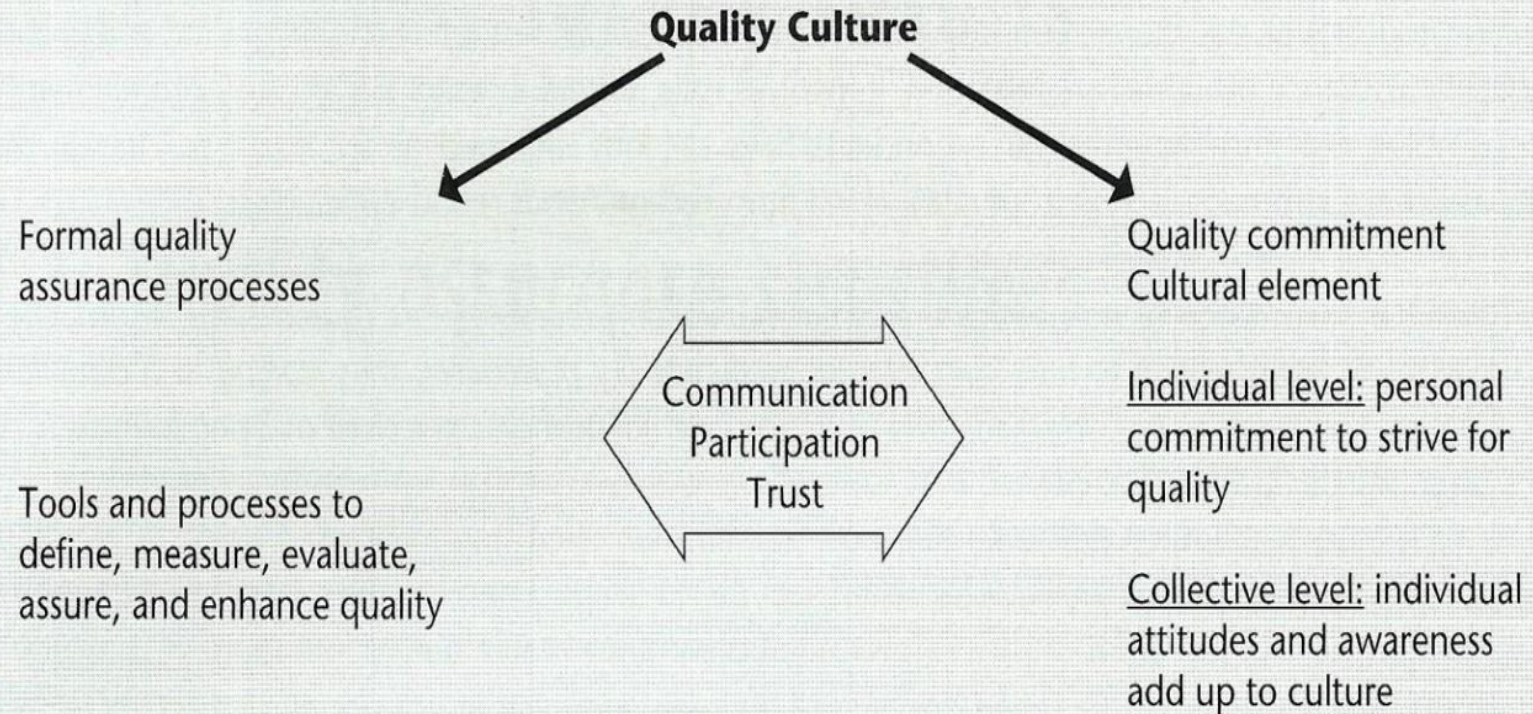 Quality Culture
Formal quality
assurance processes
Tools and processes to
define, measure, evaluate,
assure, and enhance quality
Communication
Participation
Trust
Quality commitment
Cultural element
Individual level: personal
commitment to strive for
quality
Collective level: individual
attitudes and awareness
add up to culture